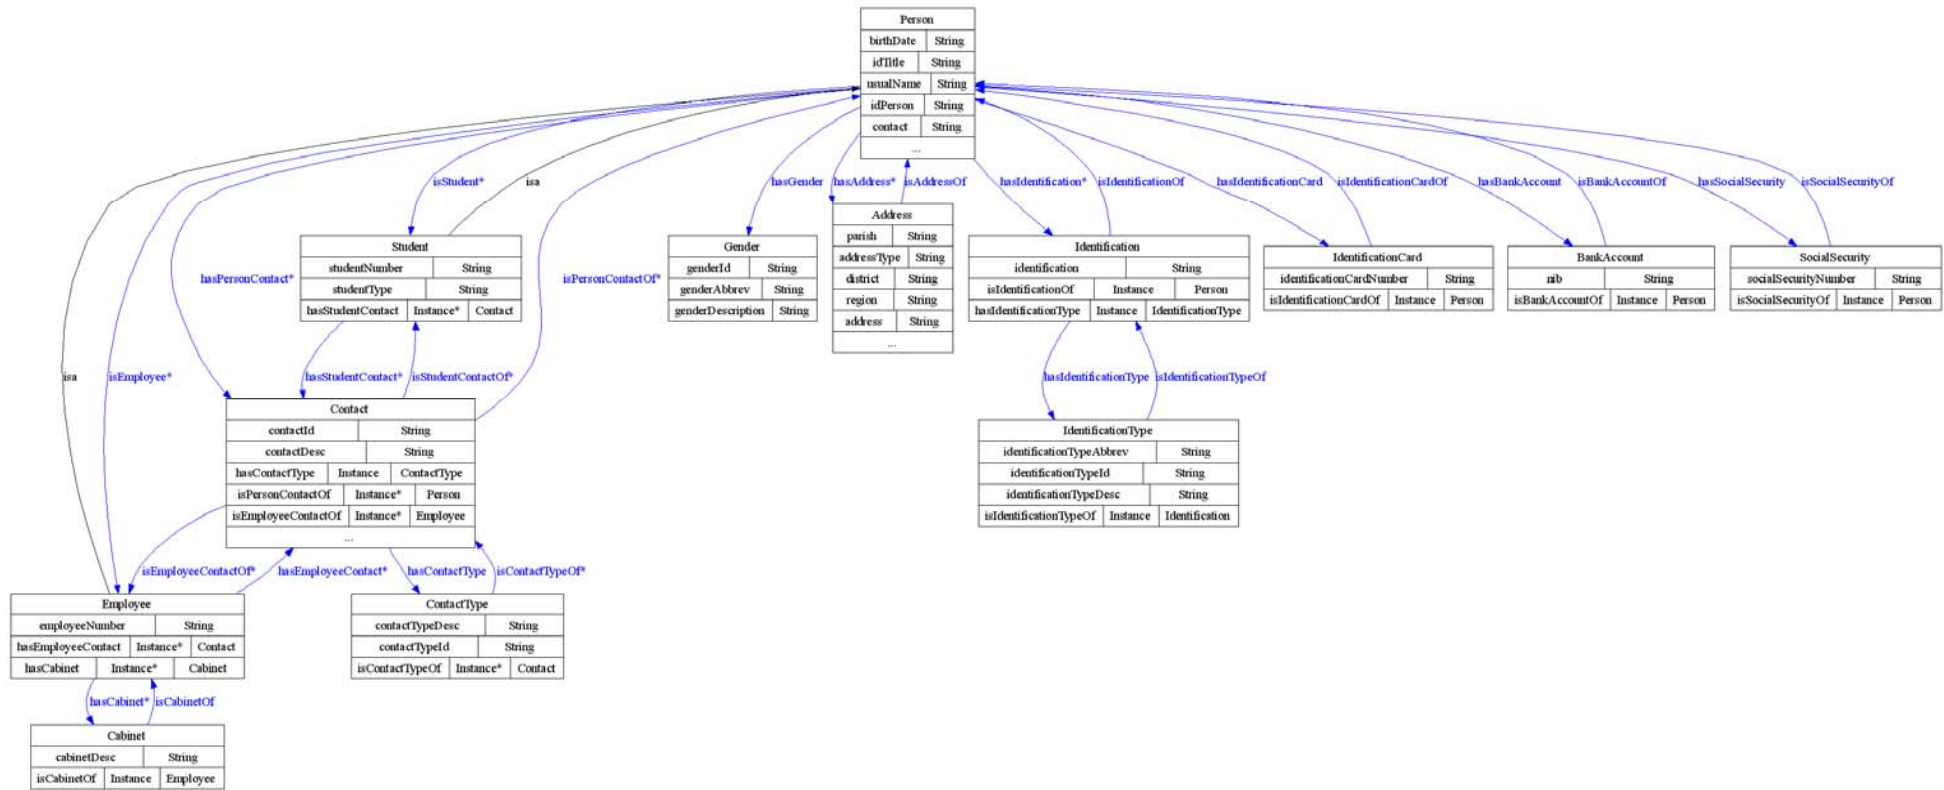 Person
birthDate String
idTitle String
usualName String
idPerson String
contact String
...
isStudent*
isa
hasGender
hasAddress*
isAddressOf
hasIdentification*
isIdentificationOf
hasIdentificationCard
isIdentificationCardOf
hasBankAccount
isBankAccountOf
hasSocialSecurity
isSocialSecurityOf
Student
studentNumber String
studentType String
hasStudentContact Instance* Contact
Gender
genderId String
genderAbbrev String
genderDescription String
Address
parish String
addressType String
district String
region String
address String
...
Identification
identification String
isIdentificationOf Instance Person
hasIdentificationType Instance IdentificationType
IdentificationCard
identificationCardNumber String
isIdentificationCardOf Instance Person
BankAccount
nib String
isBankAccountOf Instance Person
SocialSecurity
socialSecurityNumber String
isSocialSecurityOf Instance Person
hasPersonContact*
isPersonContactOf*
isa
isEmployee*
hasStudentContact*
isStudentContactOf*
hasIdentificationType
isIdentificationTypeOf
Contact
contactId String
contactDesc String
hasContactType Instance ContactType
isPersonContactOf Instance* Person
isEmployeeContactOf Instance* Employee
...
IdentificationType
identificationTypeAbbrev String
identificationTypeId String
identificationTypeDesc String
isIdentificationTypeOf Instance Identification
isEmployeeContactOf*
hasEmployeeContact*
hasContactType
isContactTypeOf*
Employee
employeeNumber String
hasEmployeeContact Instance* Contact
hasCabinet Instance* Cabinet
ContactType
contactTypeDesc String
contactTypeId String
isContactTypeOf Instance* Contact
hasCabinet*
isCabinetOf
Cabinet
cabinetDesc String
isCabinetOf Instance Employee